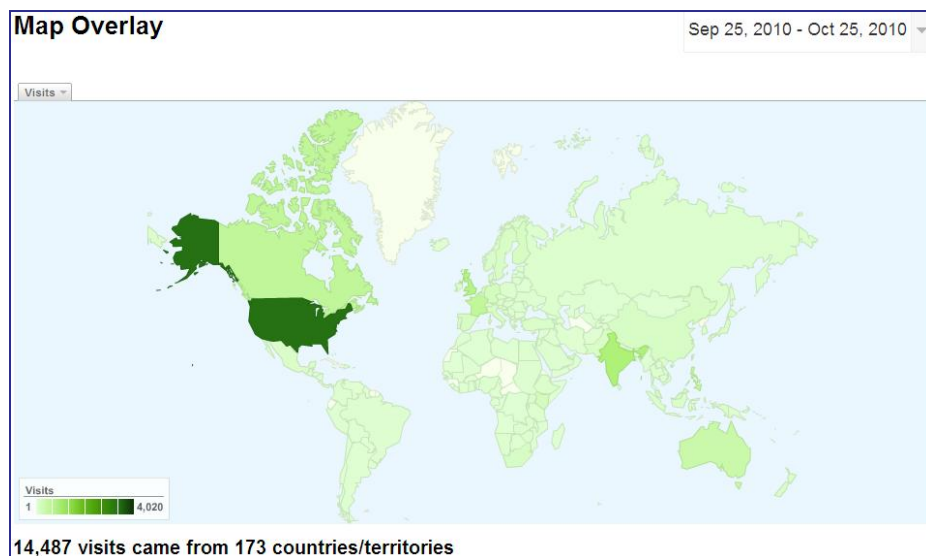 Map Overlay
Sep 25, 2010 - Oct 25, 2010
Visits
Visits
1 4,020
14,487 visits came from 173 countries/territories